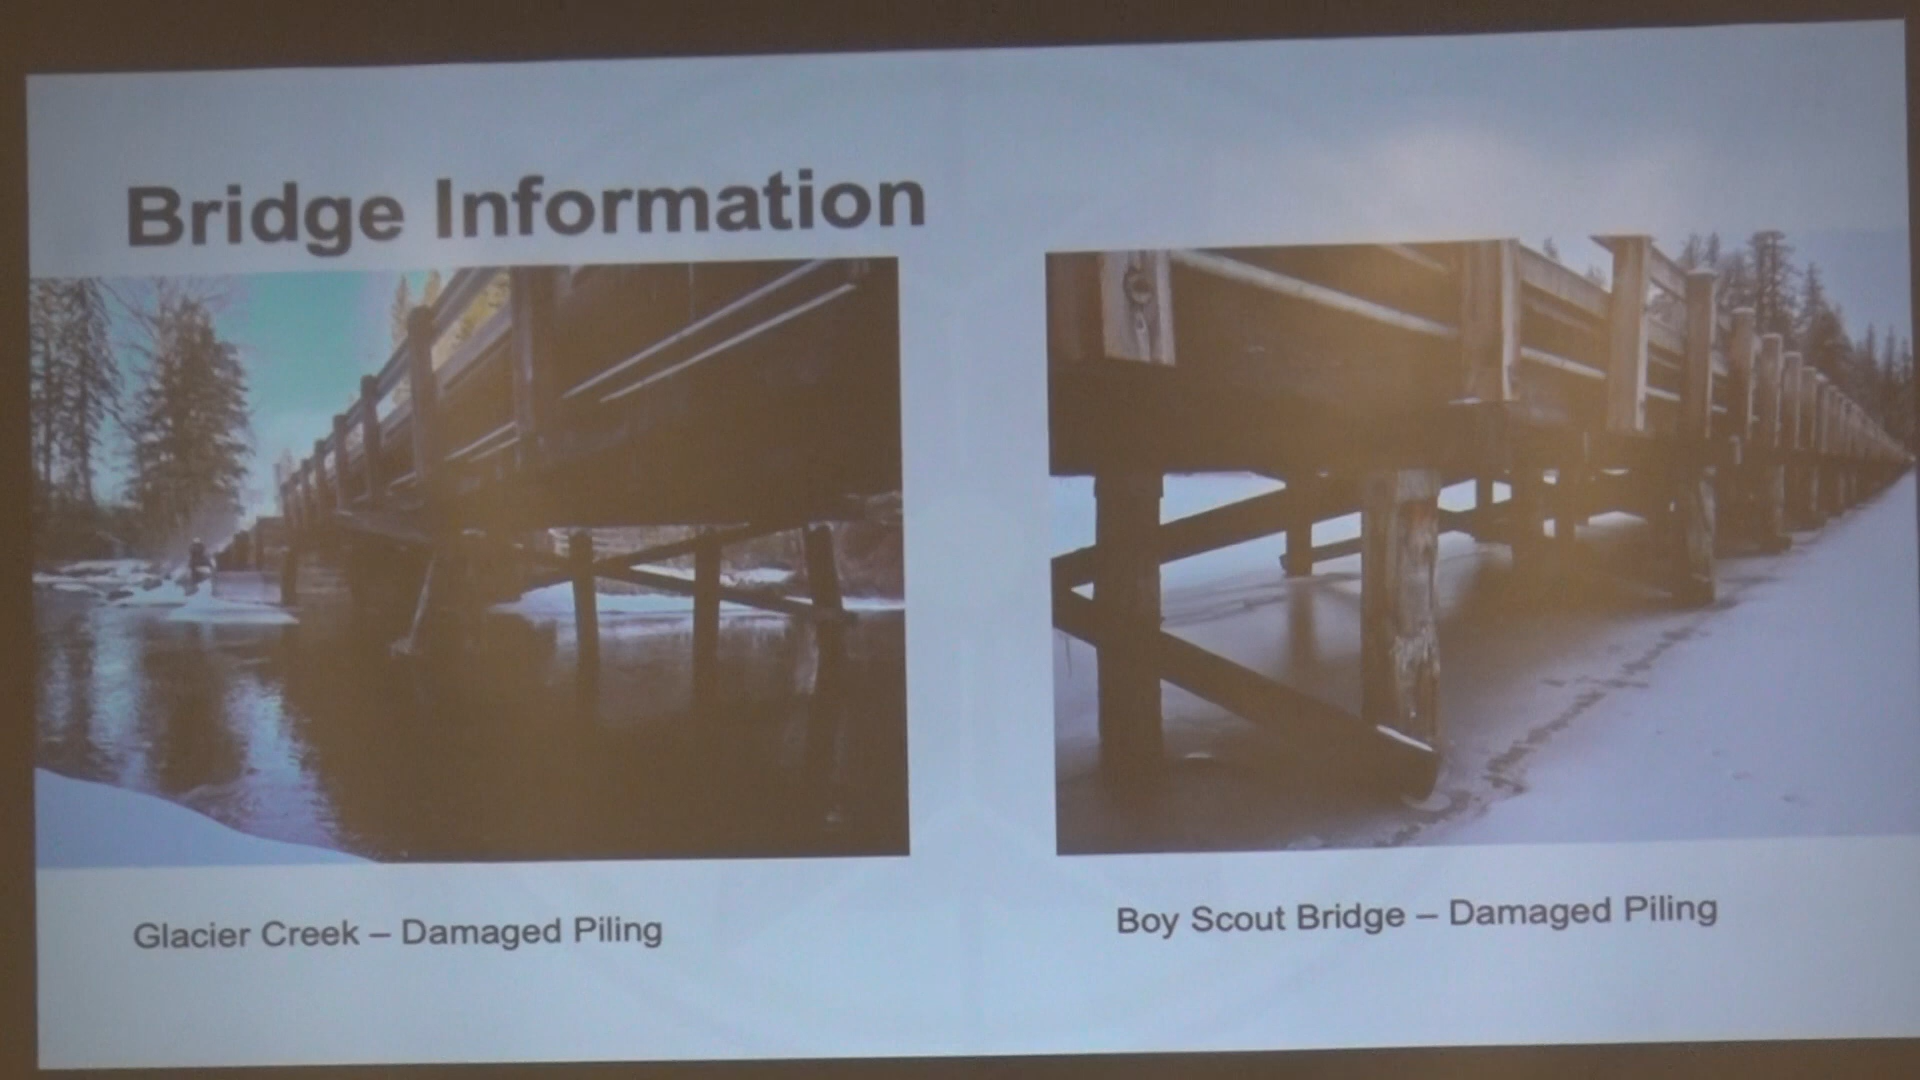 Bridge Information
Glacier Creek – Damaged Piling
Boy Scout Bridge – Damaged Piling